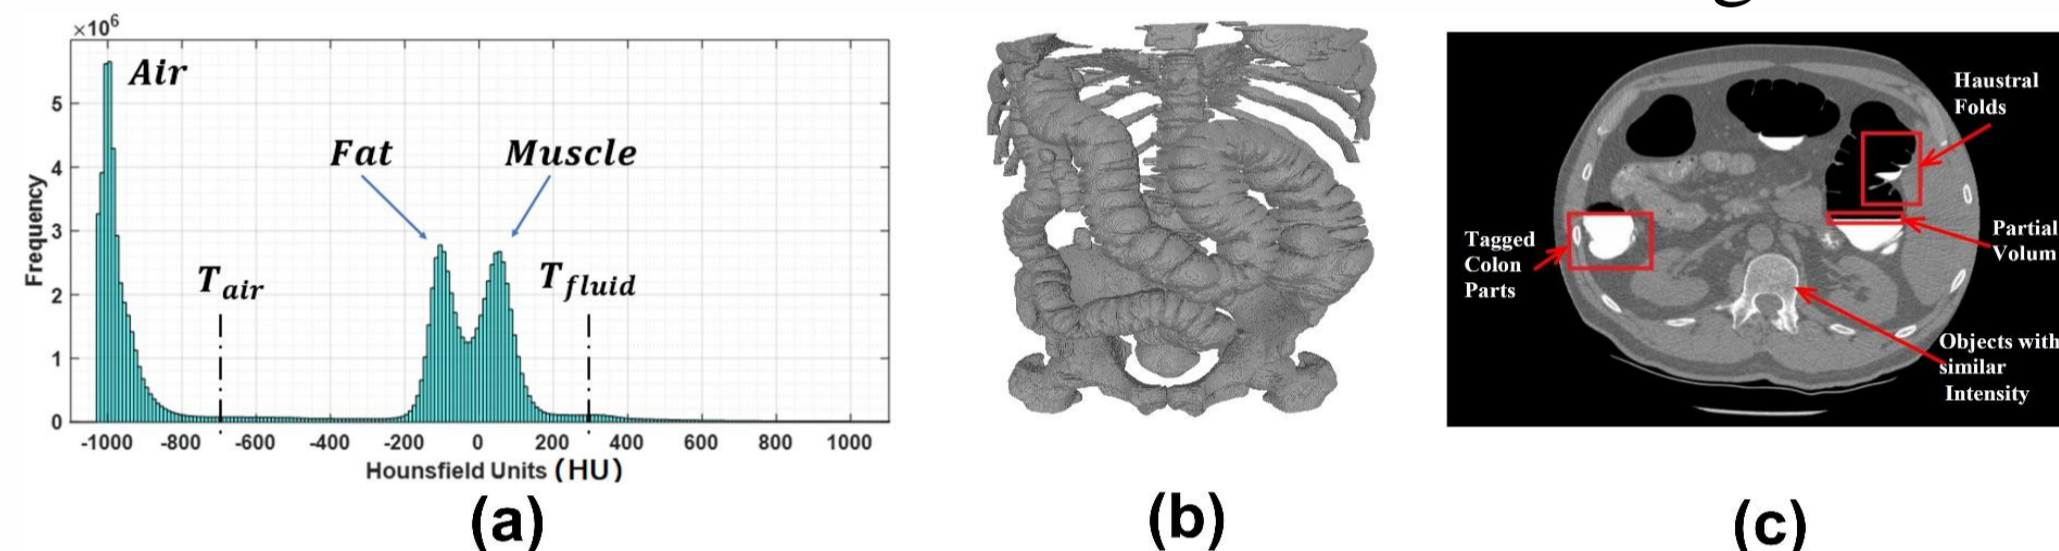 ×10⁶
Air
Fat
Muscle
T_air
T_fluid
Frequency
5
4
3
2
1
0
-1000 -800 -600 -400 -200 0 200 400 600 800 1000
Hounsfield Units (HU)
(a)
(b)
Haustral
Folds
Partial
Volum
Tagged
Colon
Parts
Objects with
similar
Intensity
(c)